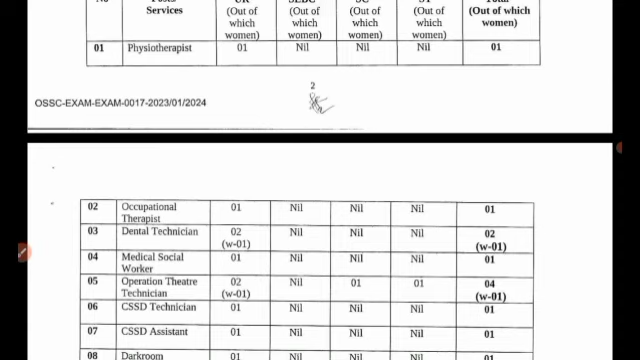 Services UR (Out of which women) (Out of which women) (Out of which women) (Out of which women) (Out of which women)
01 Physiotherapist 01 Nil Nil Nil 01
2
OSSC-EXAM-EXAM-0017-2023/01/2024
02 Occupational Therapist 01 Nil Nil Nil 01
03 Dental Technician 02 (w-01) Nil Nil Nil 02 (w-01)
04 Medical Social Worker 01 Nil Nil Nil 01
05 Operation Theatre Technician 02 (w-01) Nil 01 01 04 (w-01)
06 CSSD Technician 01 Nil Nil Nil 01
07 CSSD Assistant 01 Nil Nil Nil 01
08 Darkroom 01 Nil Nil Nil 01